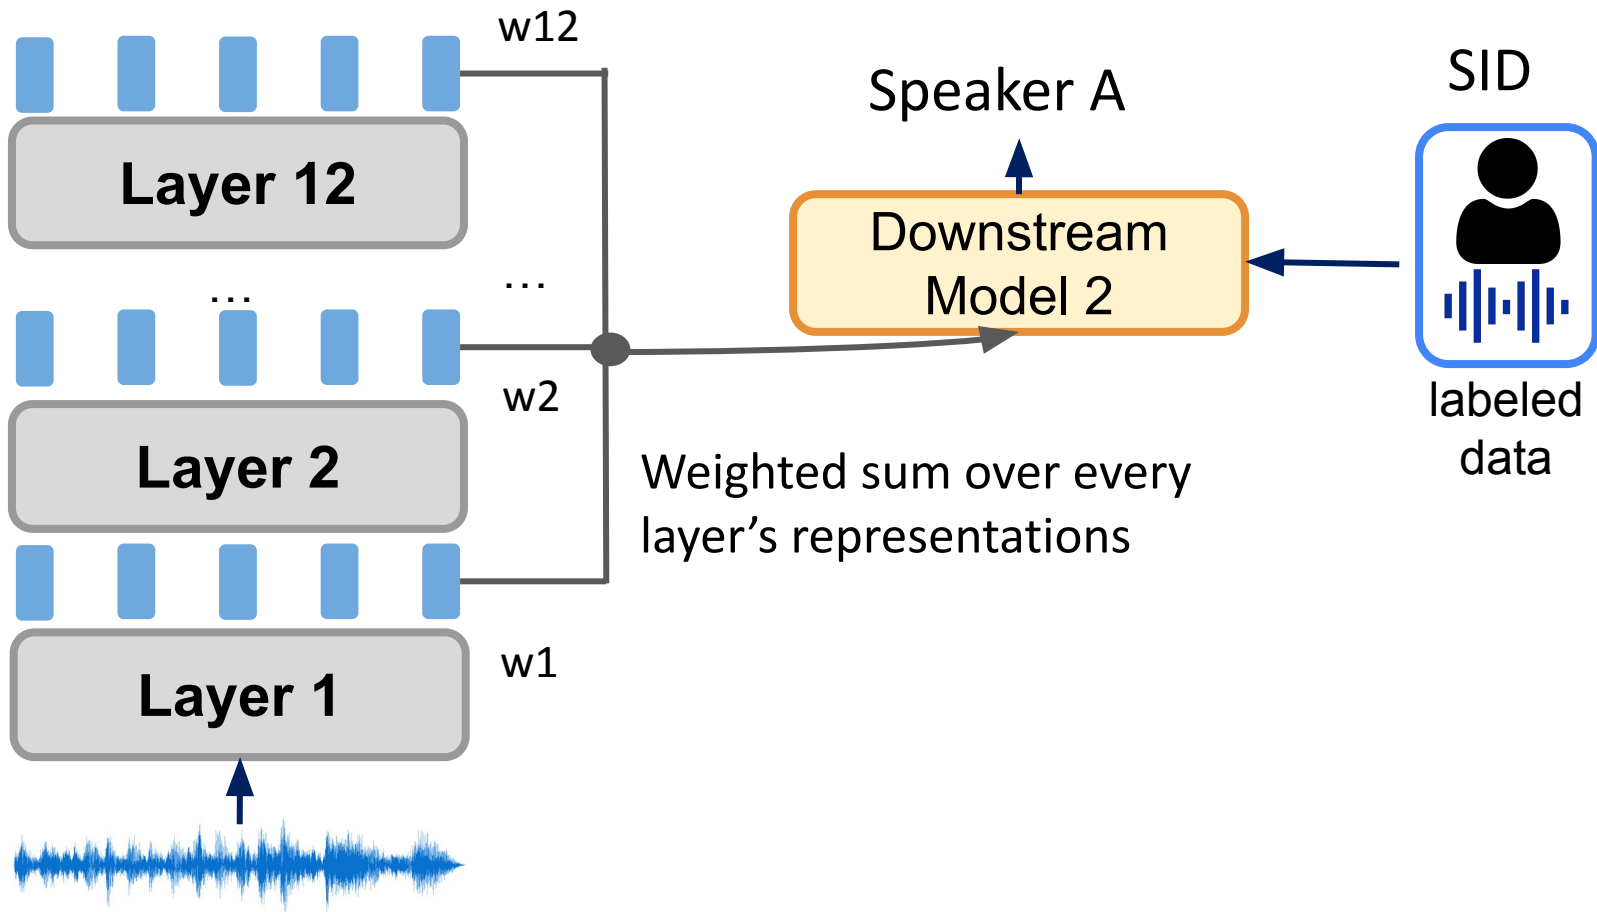 w12
Speaker A
SID
Layer 12
Downstream
Model 2
...
...
w2
labeled
data
Layer 2
Weighted sum over every
layer’s representations
w1
Layer 1